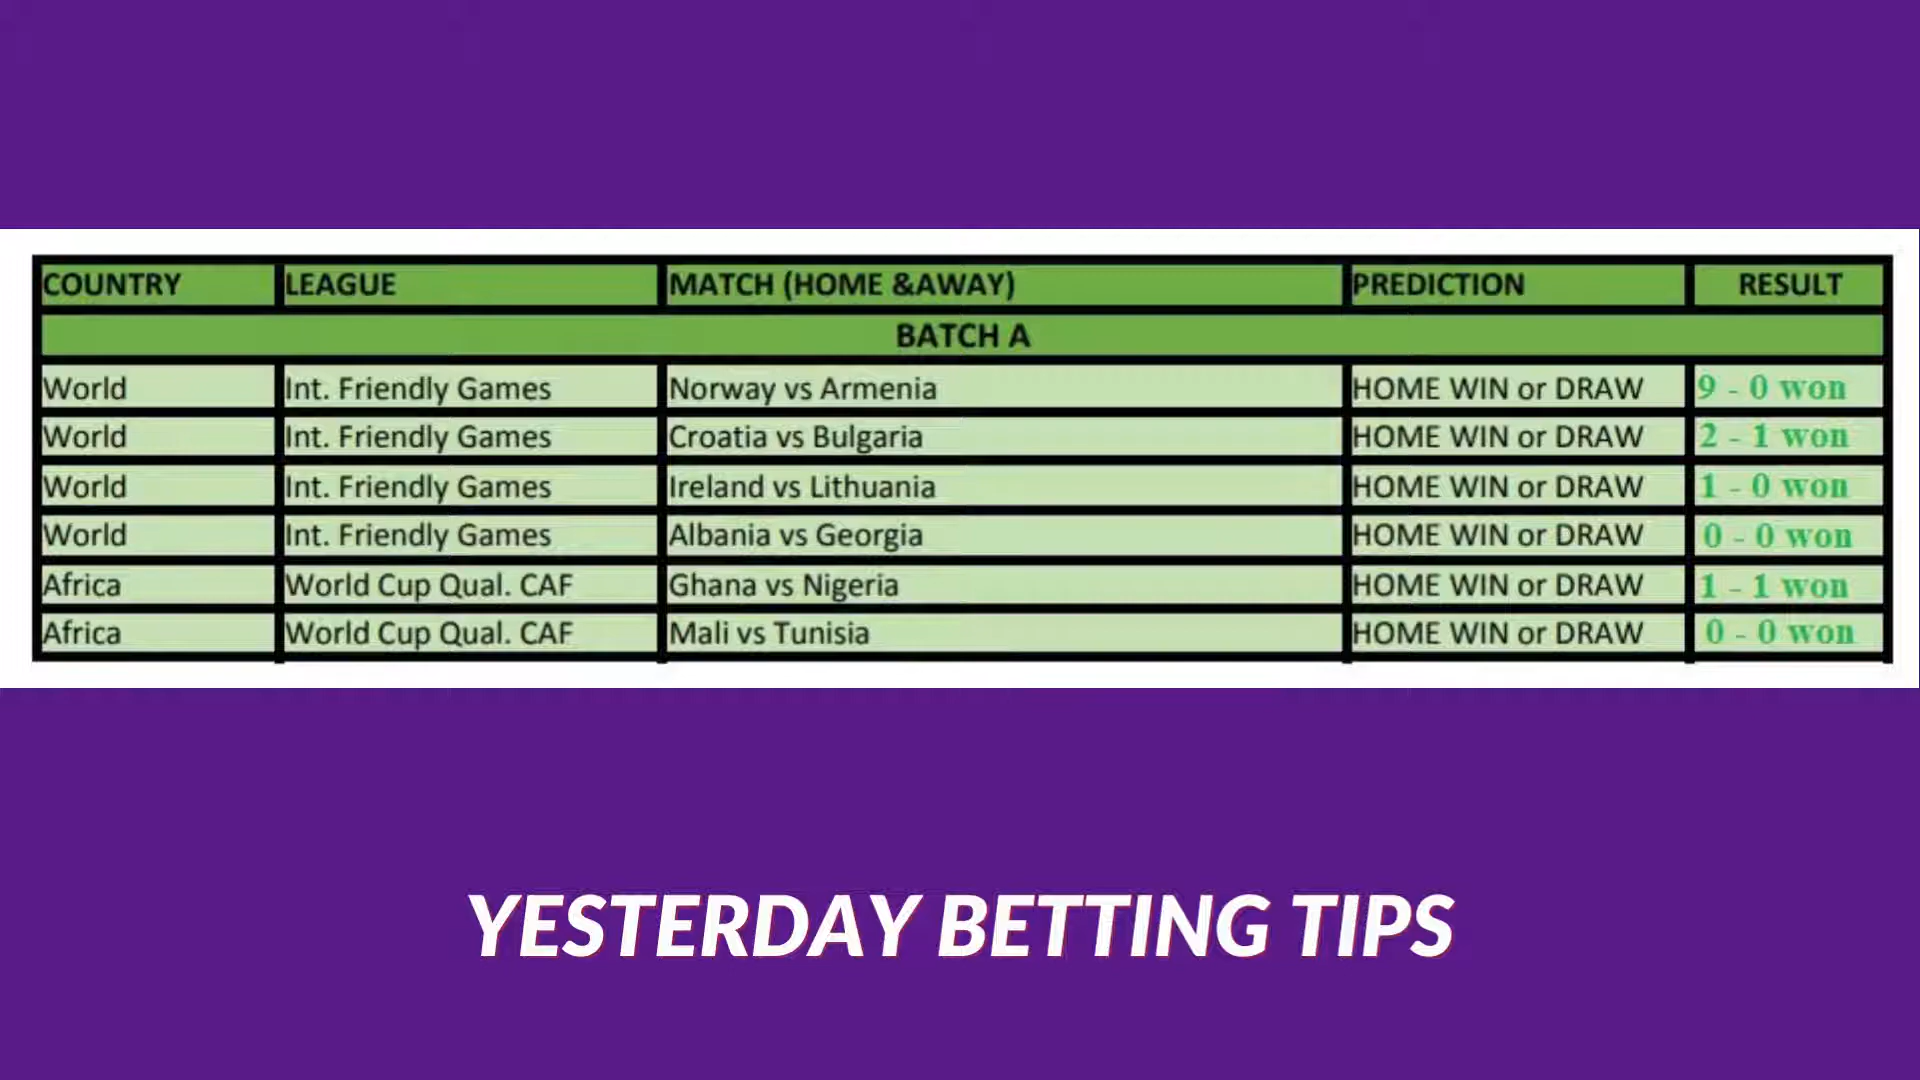 COUNTRY LEAGUE MATCH (HOME &AWAY) PREDICTION RESULT
BATCH A
World Int. Friendly Games Norway vs Armenia HOME WIN or DRAW 9 - 0 won
World Int. Friendly Games Croatia vs Bulgaria HOME WIN or DRAW 2 - 1 won
World Int. Friendly Games Ireland vs Lithuania HOME WIN or DRAW 1 - 0 won
World Int. Friendly Games Albania vs Georgia HOME WIN or DRAW 0 - 0 won
Africa World Cup Qual. CAF Ghana vs Nigeria HOME WIN or DRAW 1 - 1 won
Africa World Cup Qual. CAF Mali vs Tunisia HOME WIN or DRAW 0 - 0 won
YESTERDAY BETTING TIPS